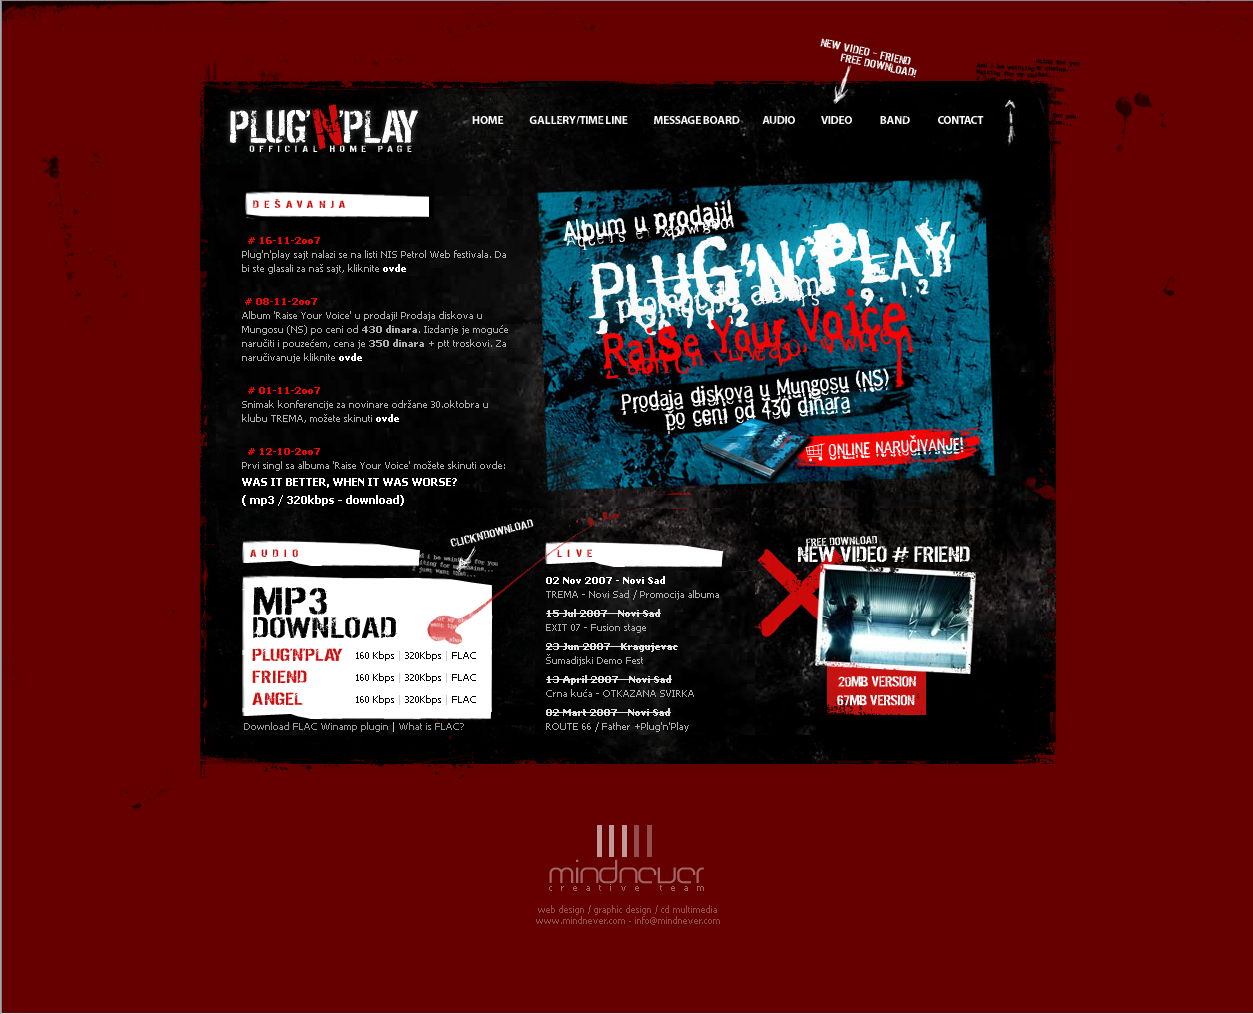 NEW VIDEO - FRIEND
FREE DOWNLOAD!
PLUG'N'PLAY
OFFICIAL HOME PAGE
HOME
GALLERY/TIME LINE
MESSAGE BOARD
AUDIO
VIDEO
BAND
CONTACT
DEŠAVANJA
# 16-11-2oo7
Plug'n'play sajt nalazi se na listi NIS Petrol Web festivala. Da
bi ste glasali za naš sajt, kliknite ovde
# 08-11-2oo7
Album 'Raise Your Voice' u prodaji! Prodaja diskova u
Mungosu (NS) po ceni od 430 dinara. Izdanje je moguće
naručiti i pouzećem, cena je 350 dinara + ptt troskovi. Za
naručivanuje kliknite ovde
# 01-11-2oo7
Snimak konferencije za novinare održane 30.oktobra u
klubu TREMA, možete skinuti ovde
# 12-10-2oo7
Prvi singl sa albuma 'Raise Your Voice' možete skinuti ovde:
WAS IT BETTER, WHEN IT WAS WORSE?
( mp3 / 320kbps - download)
Album u prodaji!
PLUG'N'PLAY
promocija albuma
9.12
Raise Your Voice
Prodaja diskova u Mungosu (NS)
po ceni od 430 dinara
ONLINE NARUČIVANJE!
AUDIO
CLICK'N'DOWNLOAD
MP3
DOWNLOAD
PLUG'N'PLAY 160 Kbps | 320Kbps | FLAC
FRIEND 160 Kbps | 320Kbps | FLAC
ANGEL 160 Kbps | 320Kbps | FLAC
Download FLAC Winamp plugin | What is FLAC?
LIVE
02 Nov 2007 - Novi Sad
TREMA - Novi Sad / Promocija albuma
15 Jul 2007 - Novi Sad
EXIT 07 - Fusion stage
23 Jun 2007 - Kragujevac
Šumadijski Demo Fest
13 April 2007 - Novi Sad
Crna kuća - OTKAZANA SVIRKA
02 Mart 2007 - Novi Sad
ROUTE 66 / Father +Plug'n'Play
FREE DOWNLOAD
NEW VIDEO # FRIEND
20MB VERSION
67MB VERSION
mindnever
creative team
web design / graphic design / cd multimedia
www.mindnever.com - info@mindnever.com